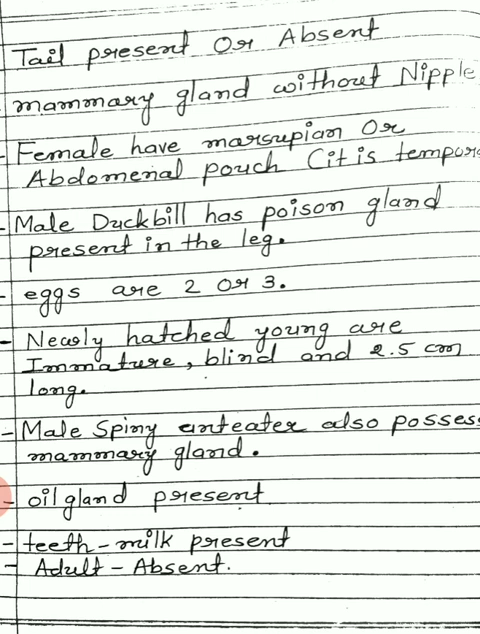 Tail present Or Absent
mammary gland without Nipple
- Female have marsupian Or
Abdomenal pouch (it is tempor
- Male Duckbill has poison gland
present in the leg.
- eggs are 2 or 3.
- Newly hatched young are
Immature, blind and 2.5 cm
long.
- Male Spiny anteater also possess
mammary gland.
- oil gland present
- teeth - milk present
- Adult - Absent.